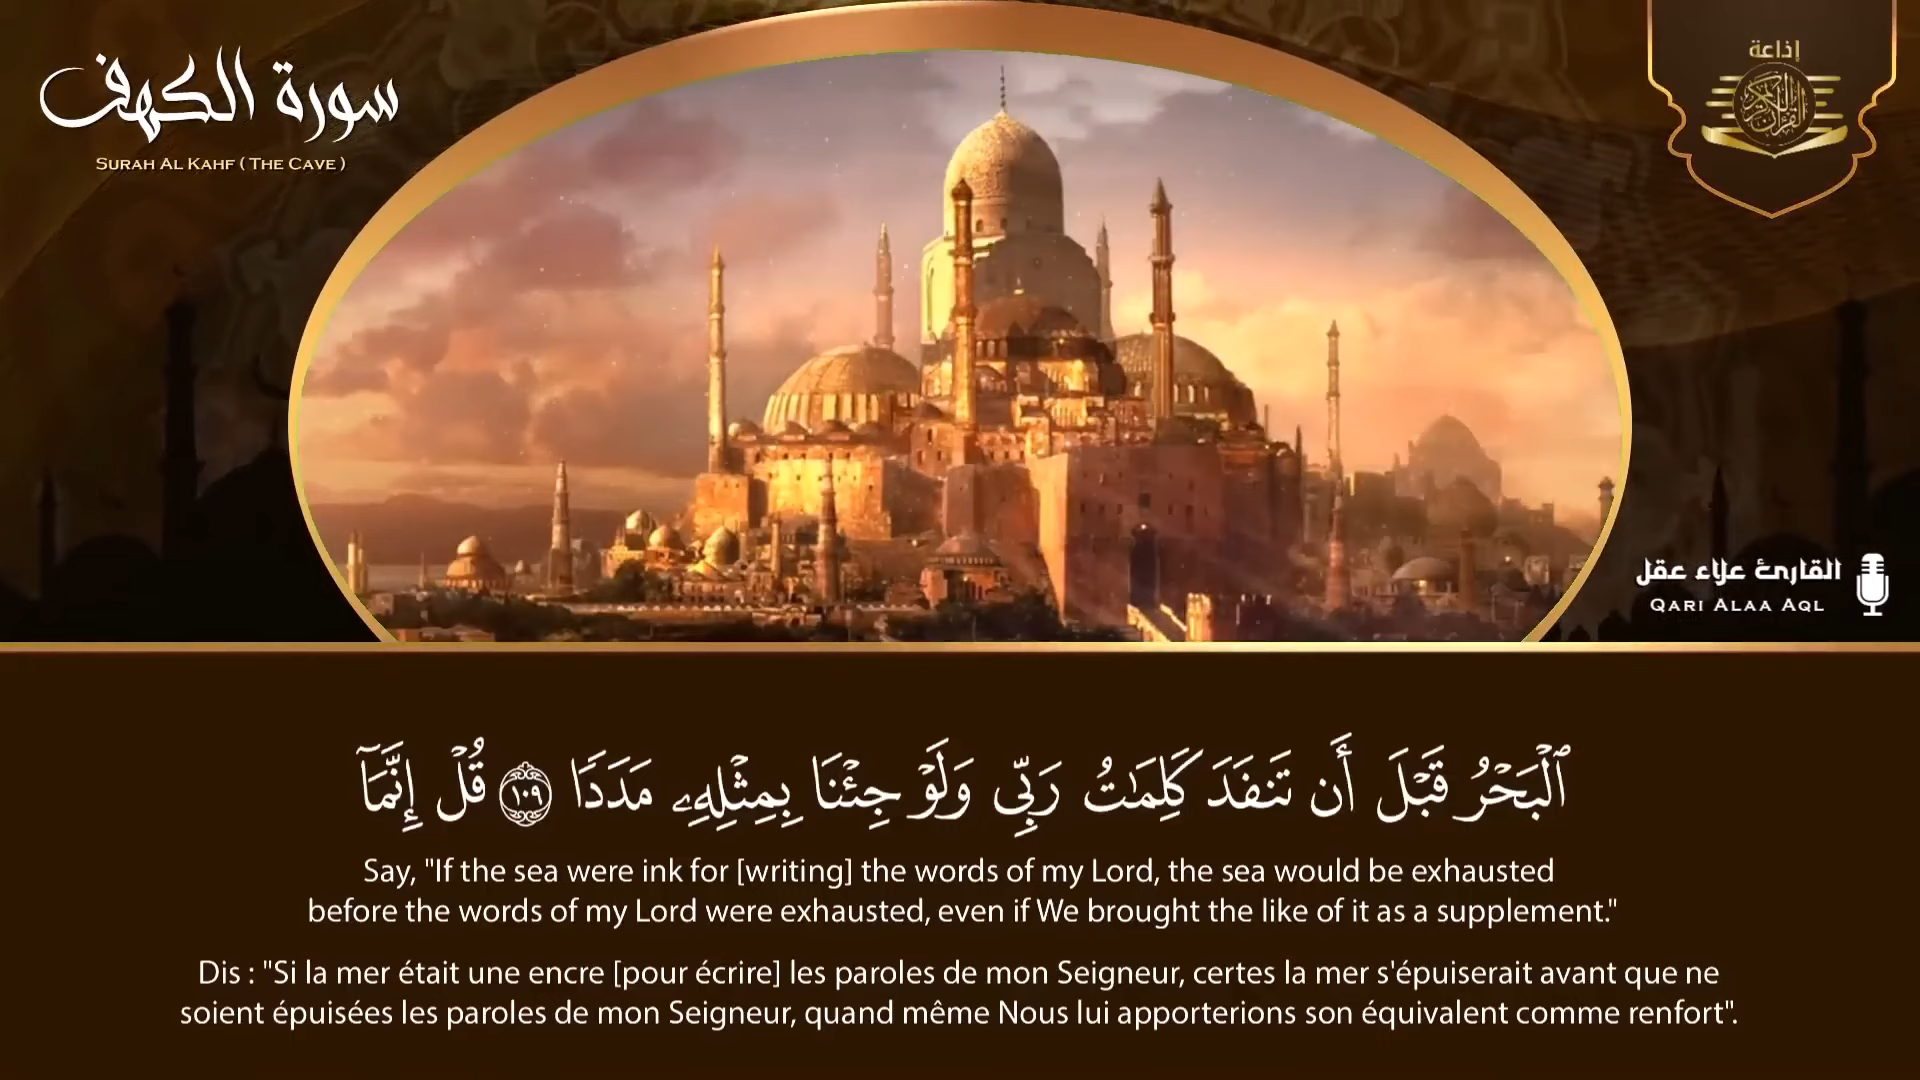 سورة الكهف
SURAH AL KAHF ( THE CAVE )
إذاعة
القرآن الكريم
القارئ علاء عقل
QARI ALAA AQL
ٱلْبَحْرُ قَبْلَ أَن تَنفَدَ كَلِمَٰتُ رَبِّى وَلَوْ جِئْنَا بِمِثْلِهِۦ مَدَدًا ١٠٩ قُلْ إِنَّمَآ
Say, "If the sea were ink for [writing] the words of my Lord, the sea would be exhausted
before the words of my Lord were exhausted, even if We brought the like of it as a supplement."
Dis : "Si la mer était une encre [pour écrire] les paroles de mon Seigneur, certes la mer s'épuiserait avant que ne
soient épuisées les paroles de mon Seigneur, quand même Nous lui apporterions son équivalent comme renfort".